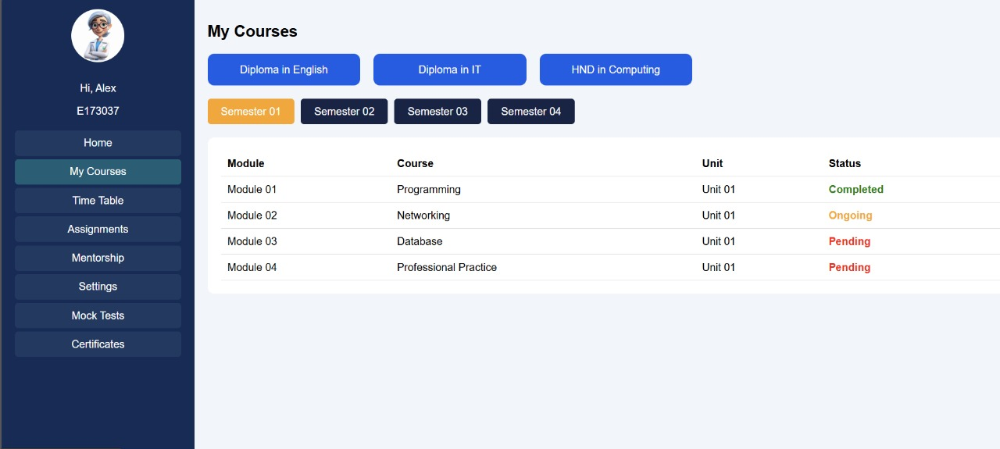 Hi, Alex
E173037
Home
My Courses
Time Table
Assignments
Mentorship
Settings
Mock Tests
Certificates
My Courses
Diploma in English Diploma in IT HND in Computing
Semester 01 Semester 02 Semester 03 Semester 04
Module Course Unit Status
Module 01 Programming Unit 01 Completed
Module 02 Networking Unit 01 Ongoing
Module 03 Database Unit 01 Pending
Module 04 Professional Practice Unit 01 Pending